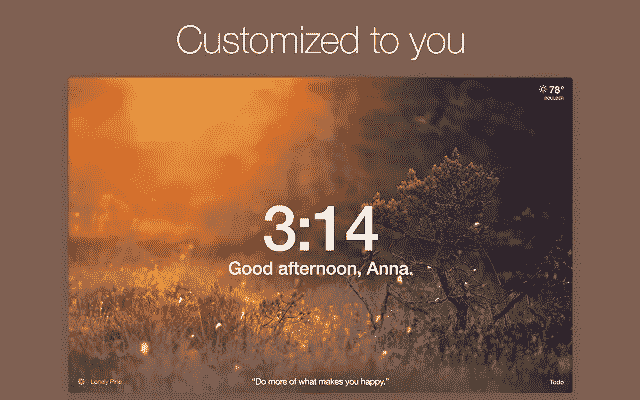 Customized to you
78°
BOULDER
3:14
Good afternoon, Anna.
Lonely Pine
"Do more of what makes you happy."
Todo